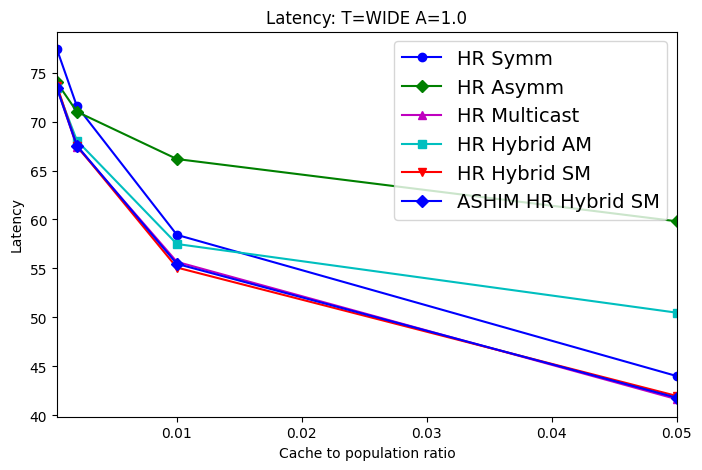 Latency: T=WIDE A=1.0
HR Symm
HR Asymm
HR Multicast
HR Hybrid AM
HR Hybrid SM
ASHIM HR Hybrid SM
Latency
75
70
65
60
55
50
45
40
0.01
0.02
0.03
0.04
0.05
Cache to population ratio